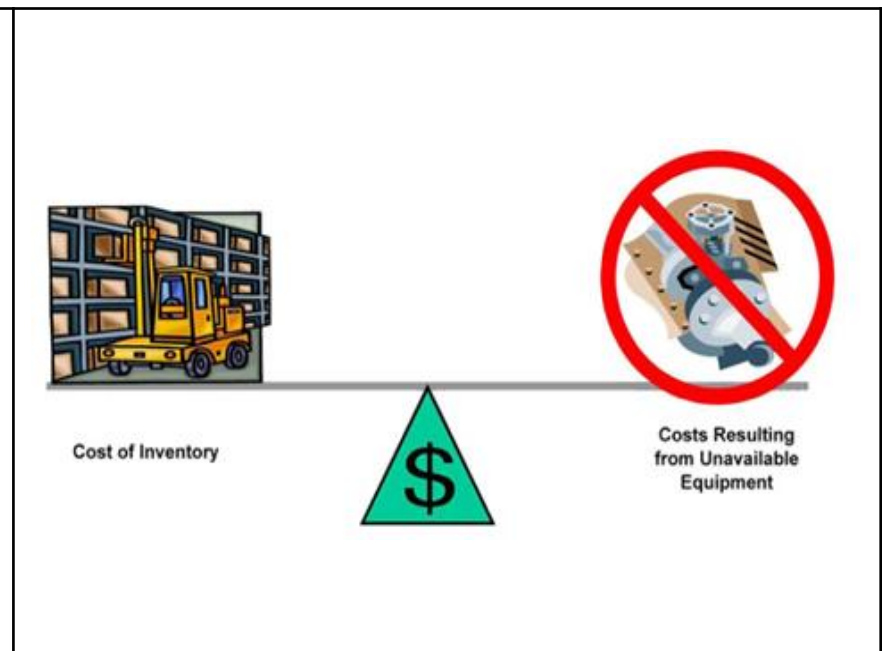 Cost of Inventory
$
Costs Resulting
from Unavailable
Equipment